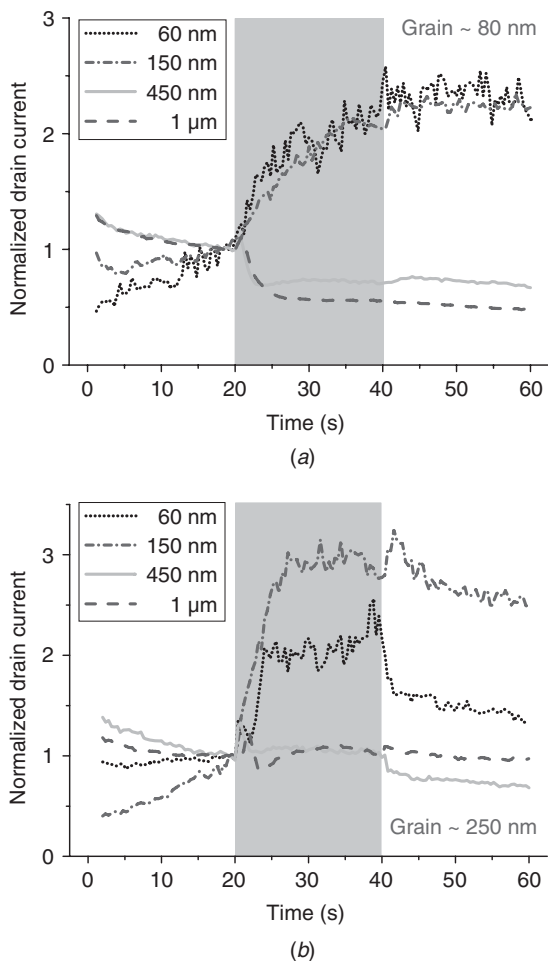 3
60 nm
150 nm
450 nm
1 μm
Grain ~ 80 nm
2
1
0
Normalized drain current
0 10 20 30 40 50 60
Time (s)
(a)
60 nm
150 nm
450 nm
1 μm
3
2
1
0
Normalized drain current
Grain ~ 250 nm
0 10 20 30 40 50 60
Time (s)
(b)